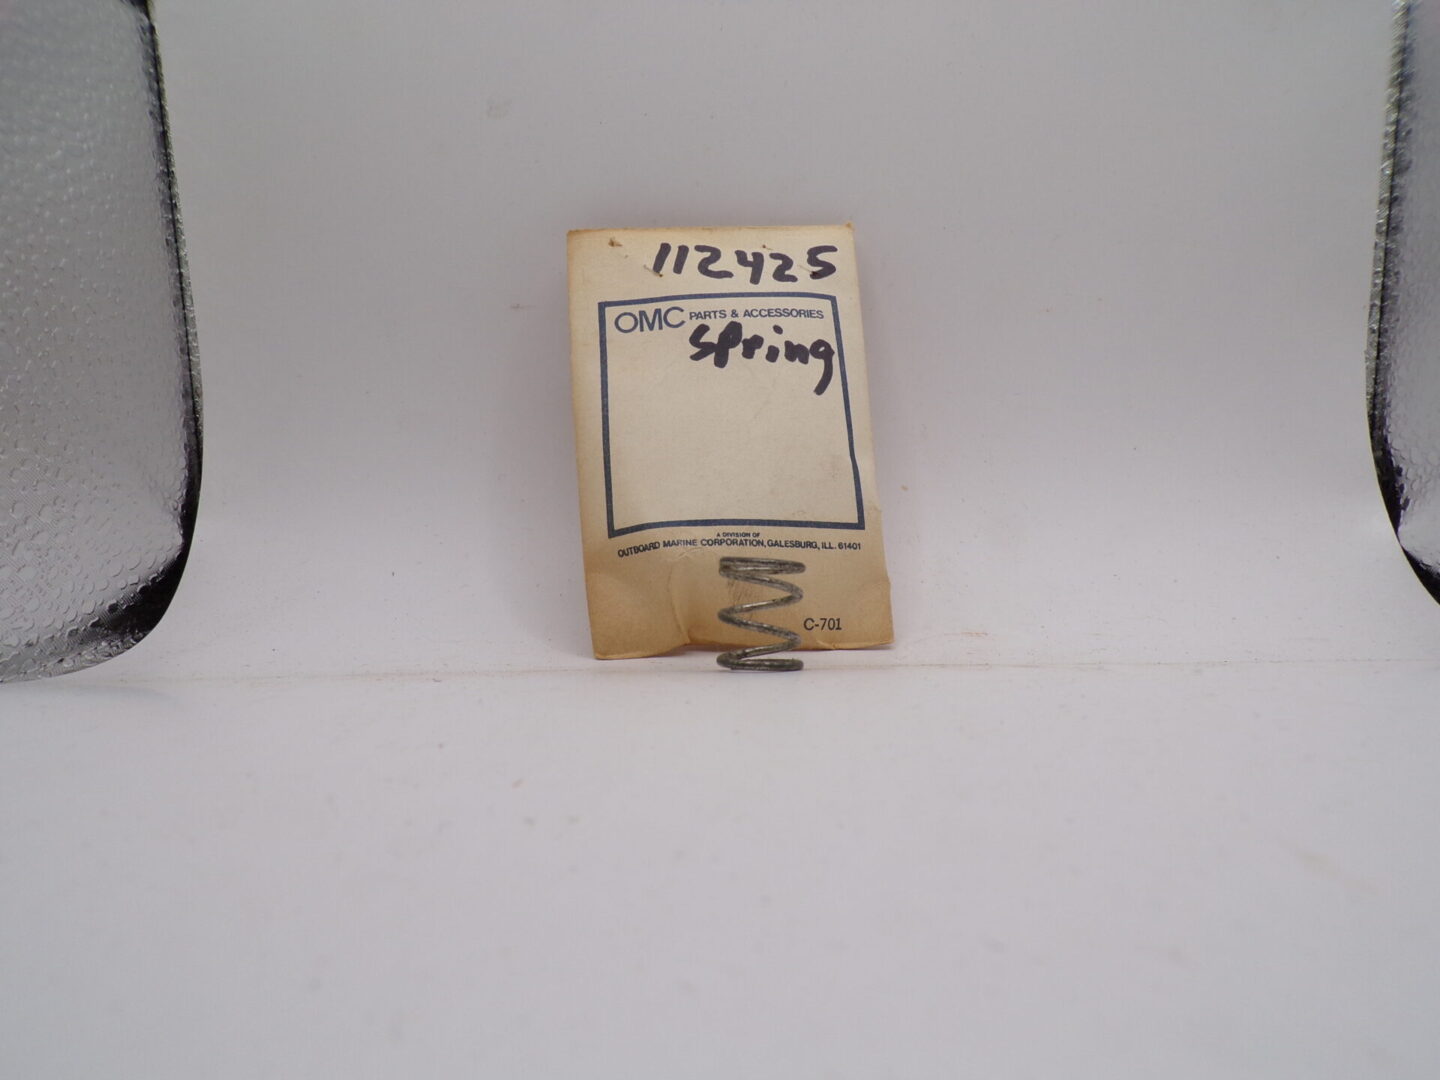 112425
OMC PARTS & ACCESSORIES
Spring
A DIVISION OF
OUTBOARD MARINE CORPORATION, GALESBURG, ILL. 61401
C-701